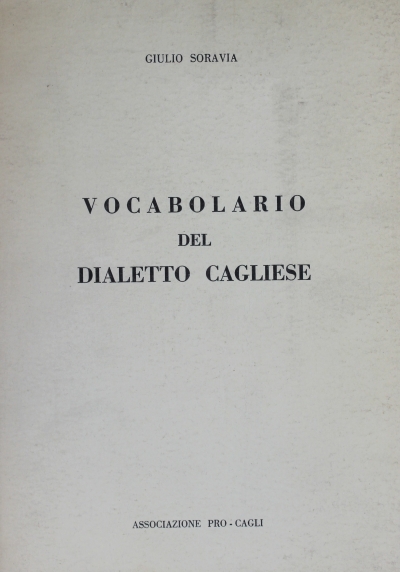 GIULIO SORAVIA
VOCABOLARIO
DEL
DIALETTO CAGLIESE
ASSOCIAZIONE PRO - CAGLI